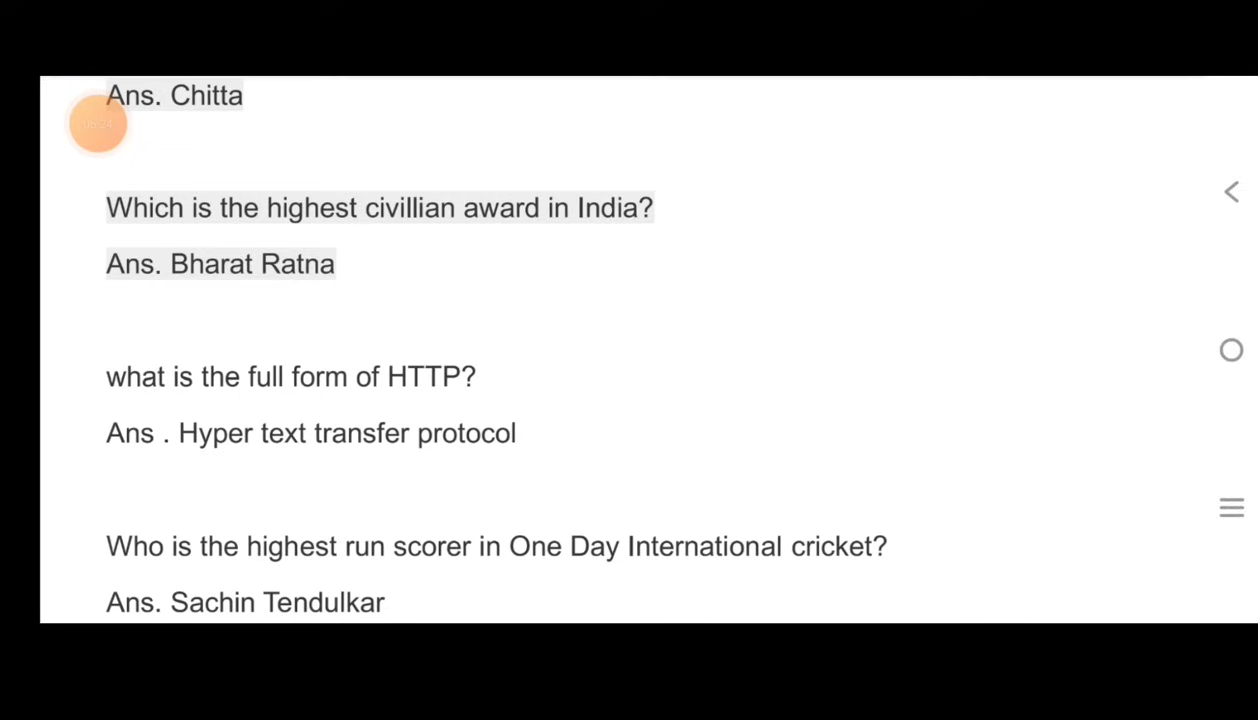 Ans. Chitta
05:24
Which is the highest civillian award in India?
Ans. Bharat Ratna
what is the full form of HTTP?
Ans . Hyper text transfer protocol
Who is the highest run scorer in One Day International cricket?
Ans. Sachin Tendulkar